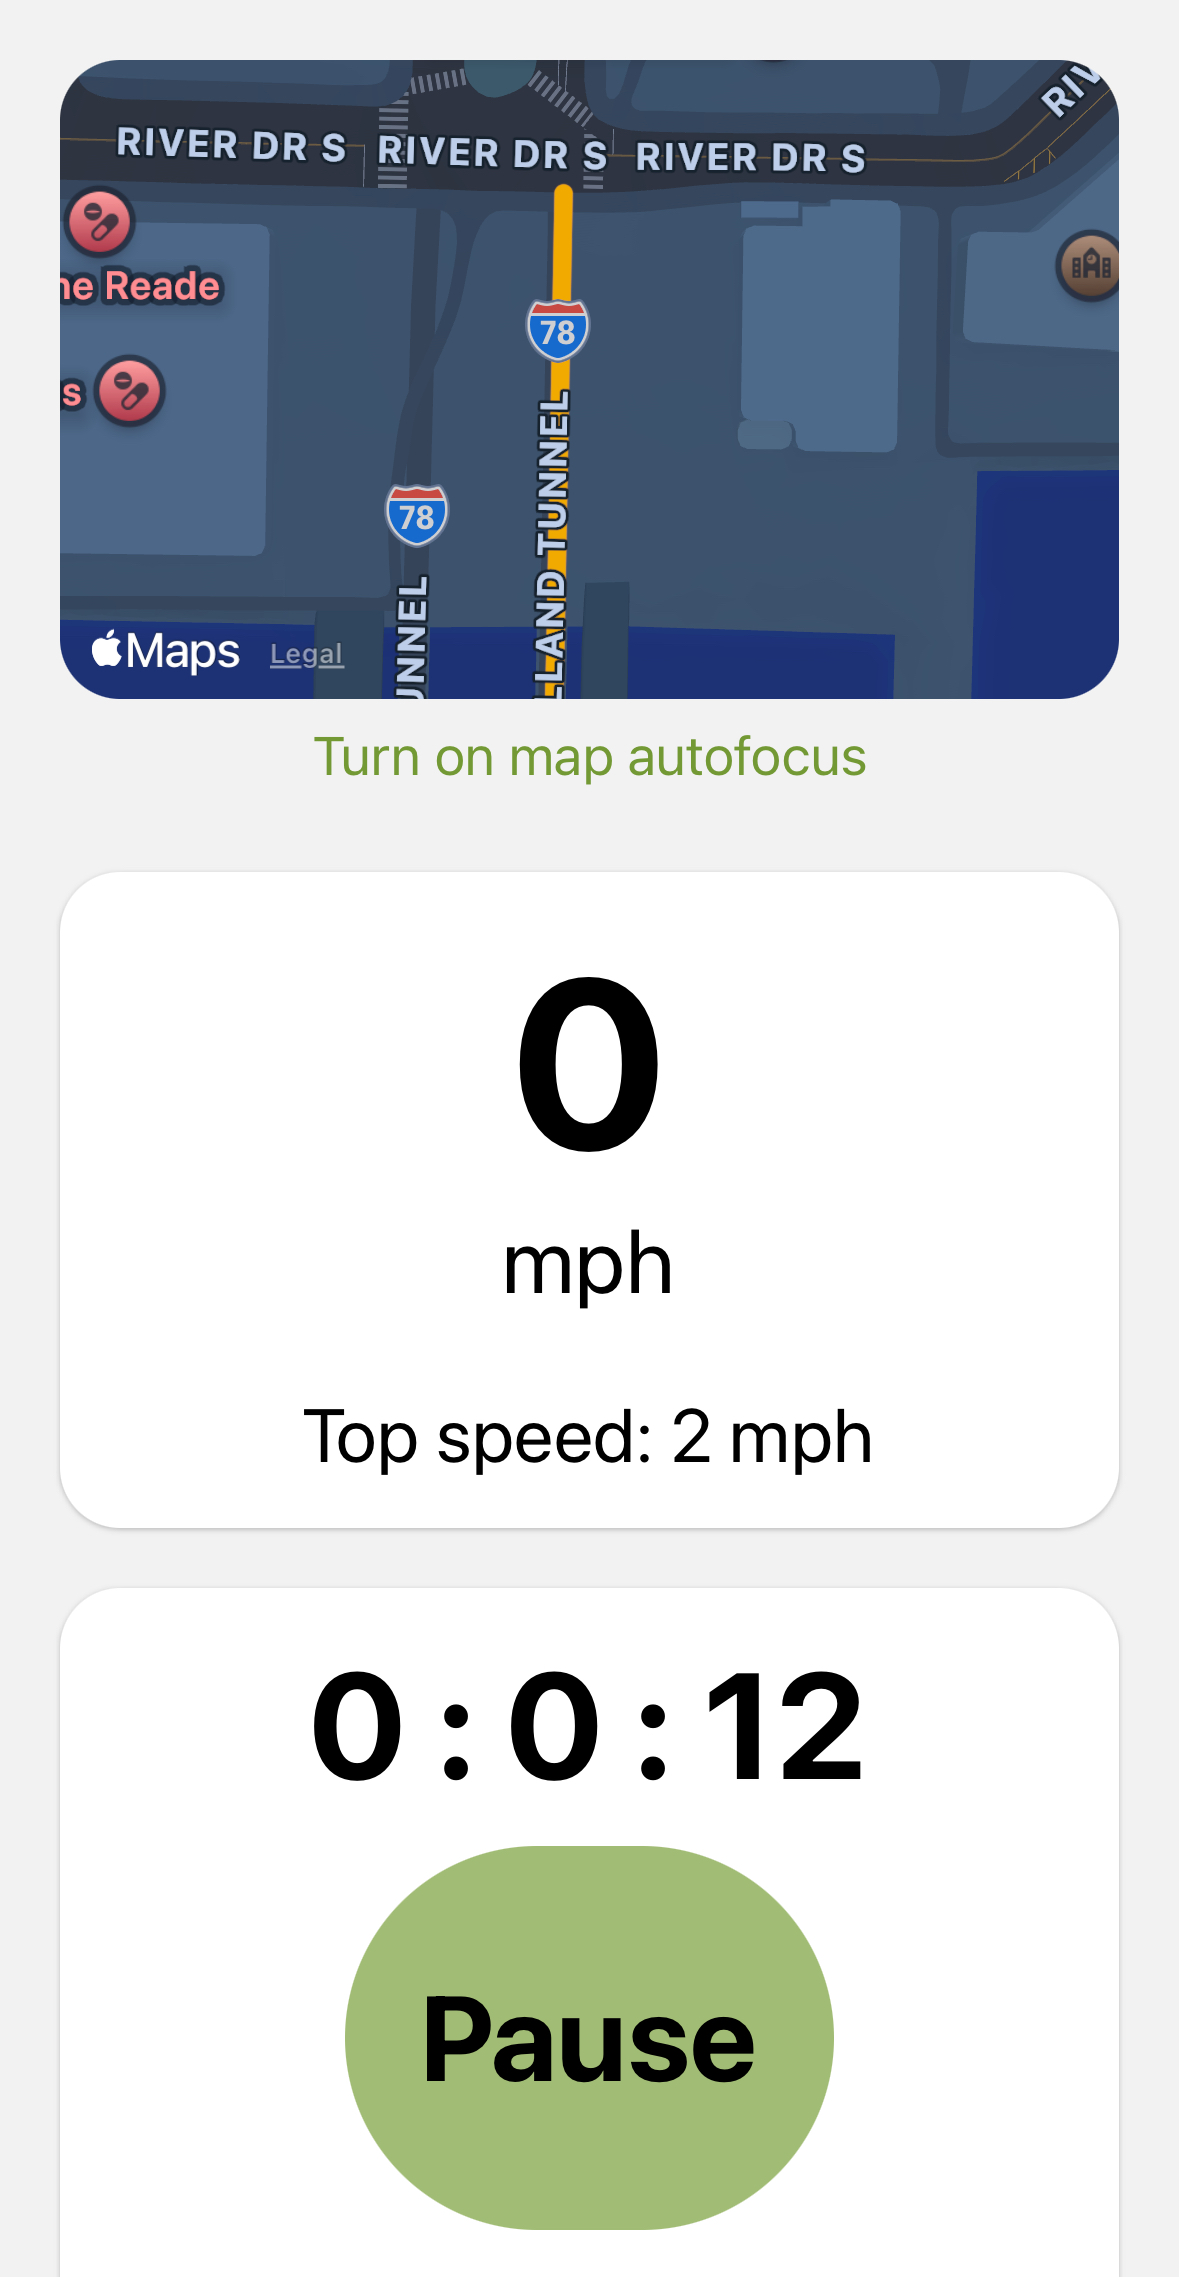 RIVER DR S RIVER DR S RIVER DR S
RIV
ne Reade
78
s
78
LLAND TUNNEL
UNNEL
Maps Legal
Turn on map autofocus
0
mph
Top speed: 2 mph
0 : 0 : 12
Pause